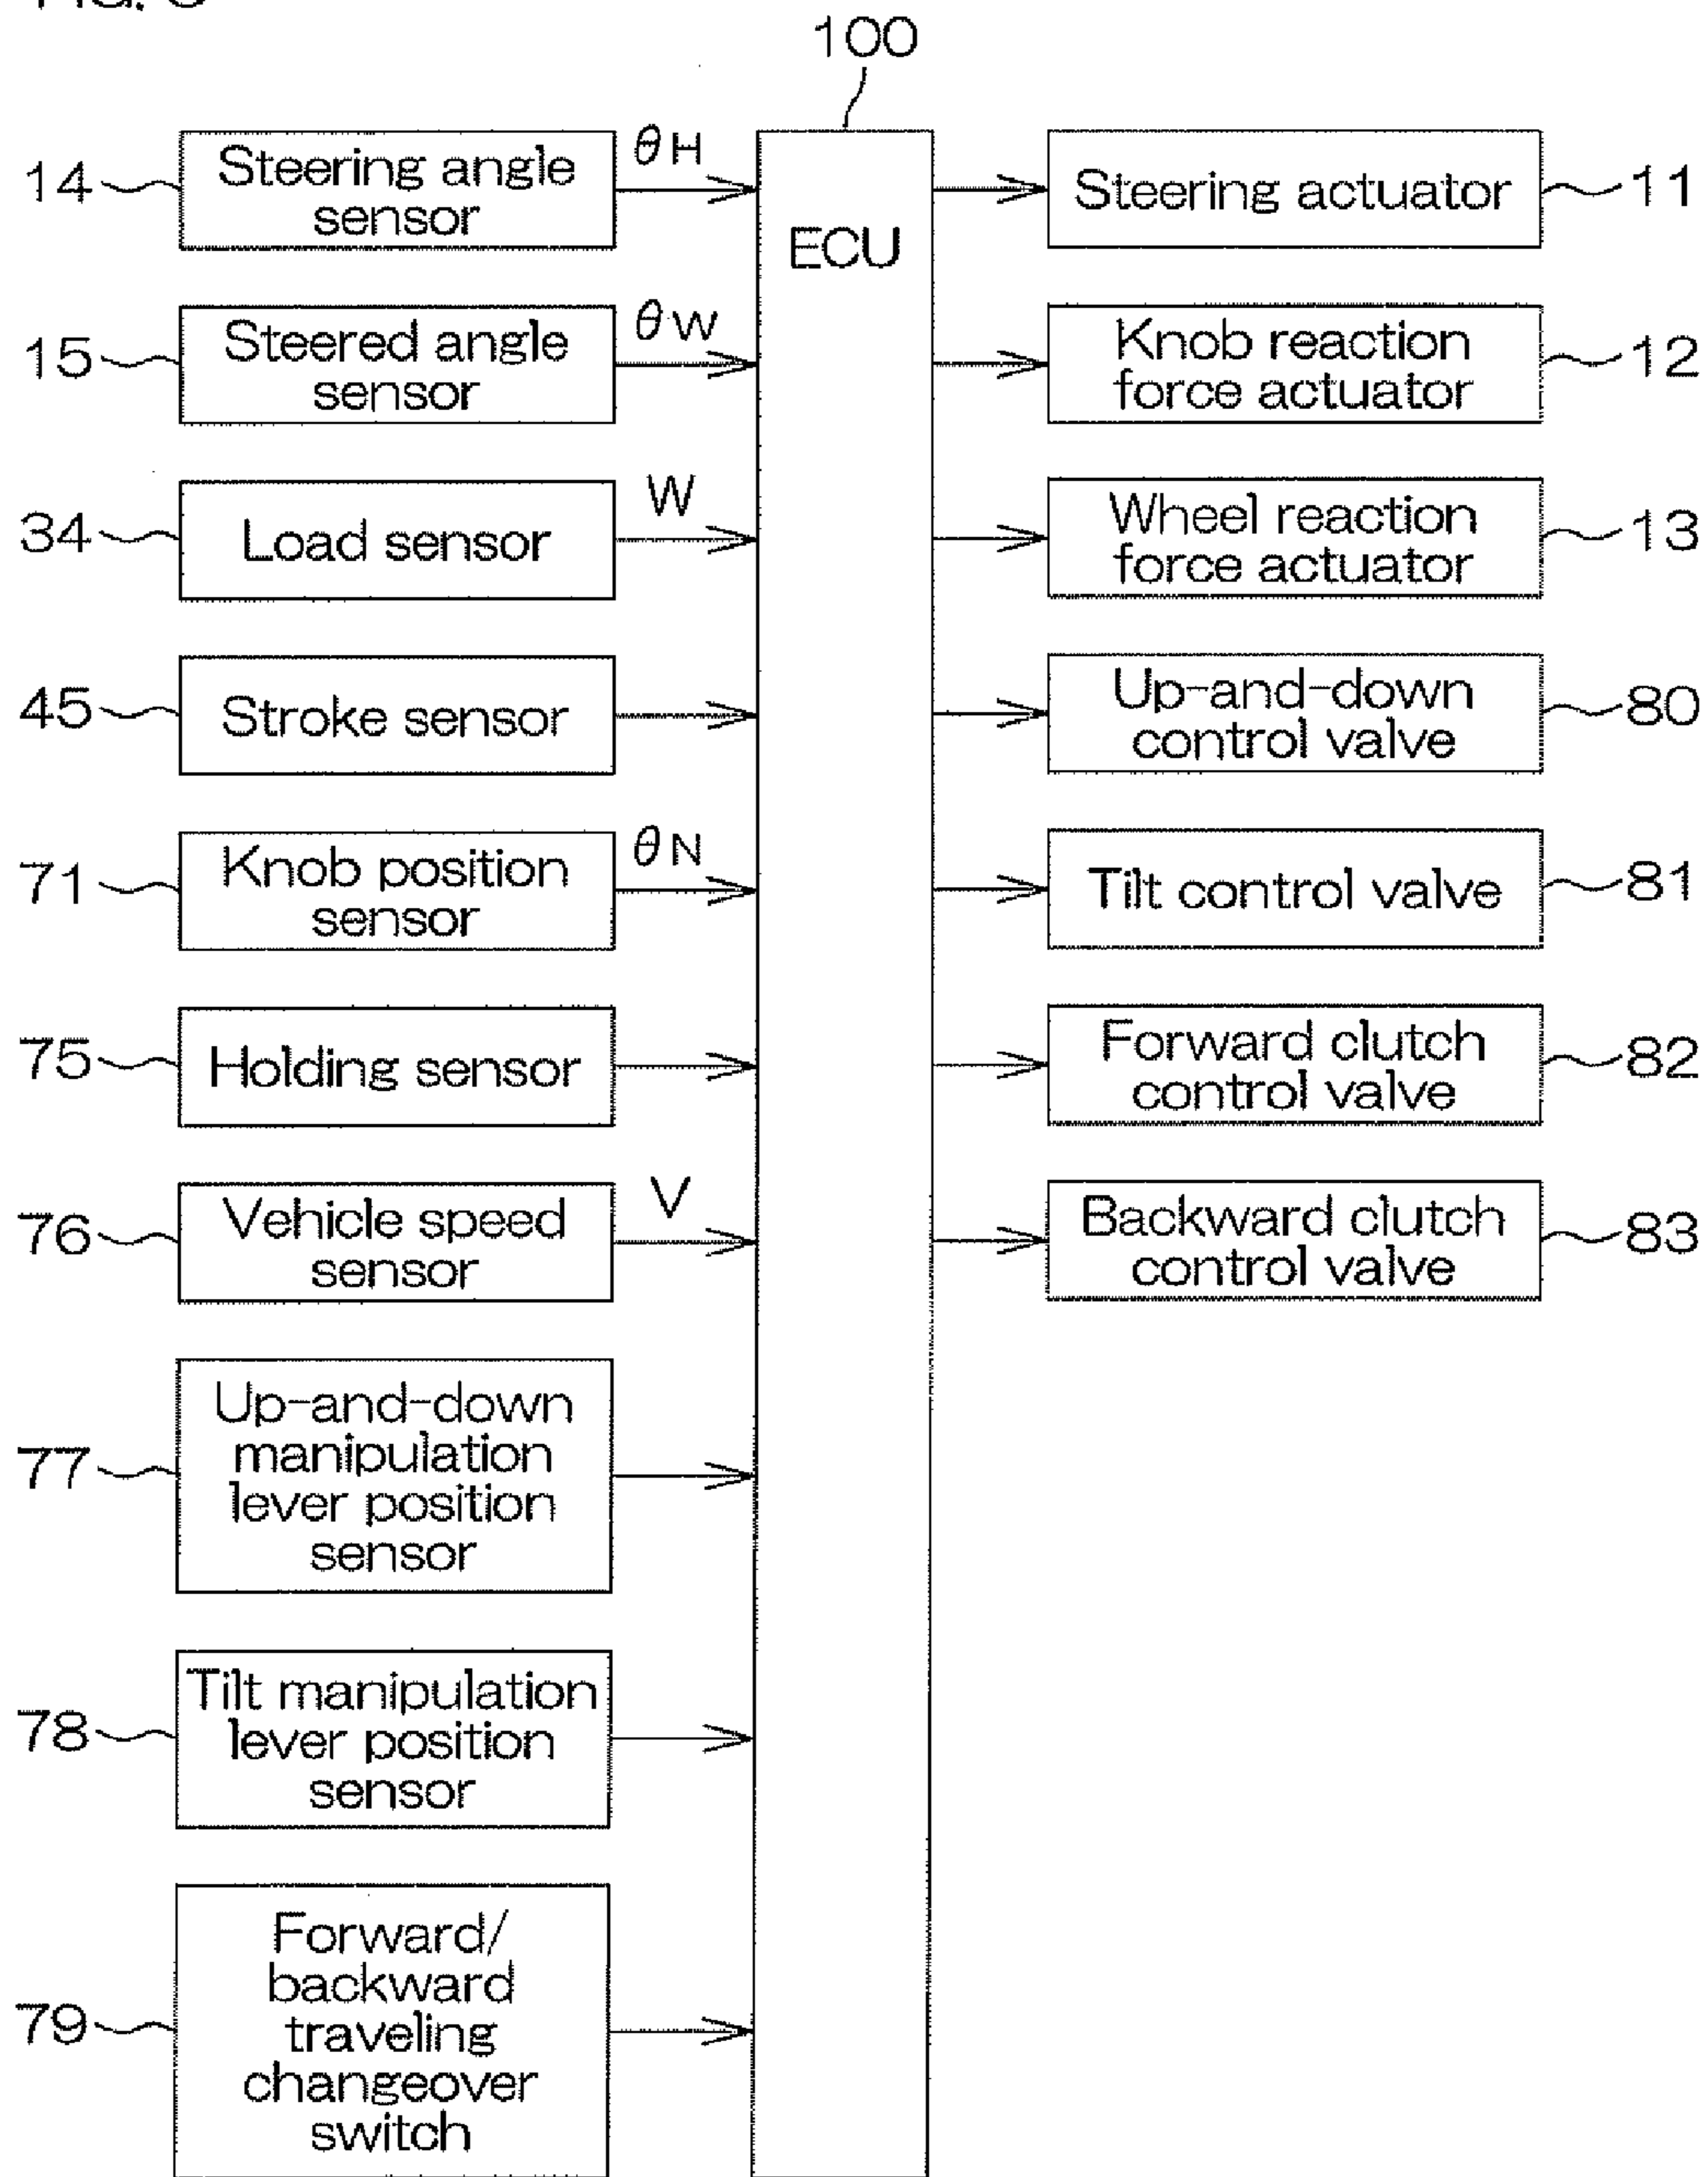 100
14
Steering angle
sensor
θH
ECU
Steering actuator
11
15
Steered angle
sensor
θW
Knob reaction
force actuator
12
34
Load sensor
W
Wheel reaction
force actuator
13
45
Stroke sensor
Up-and-down
control valve
80
71
Knob position
sensor
θN
Tilt control valve
81
75
Holding sensor
Forward clutch
control valve
82
76
Vehicle speed
sensor
V
Backward clutch
control valve
83
77
Up-and-down
manipulation
lever position
sensor
78
Tilt manipulation
lever position
sensor
79
Forward/
backward
traveling
changeover
switch